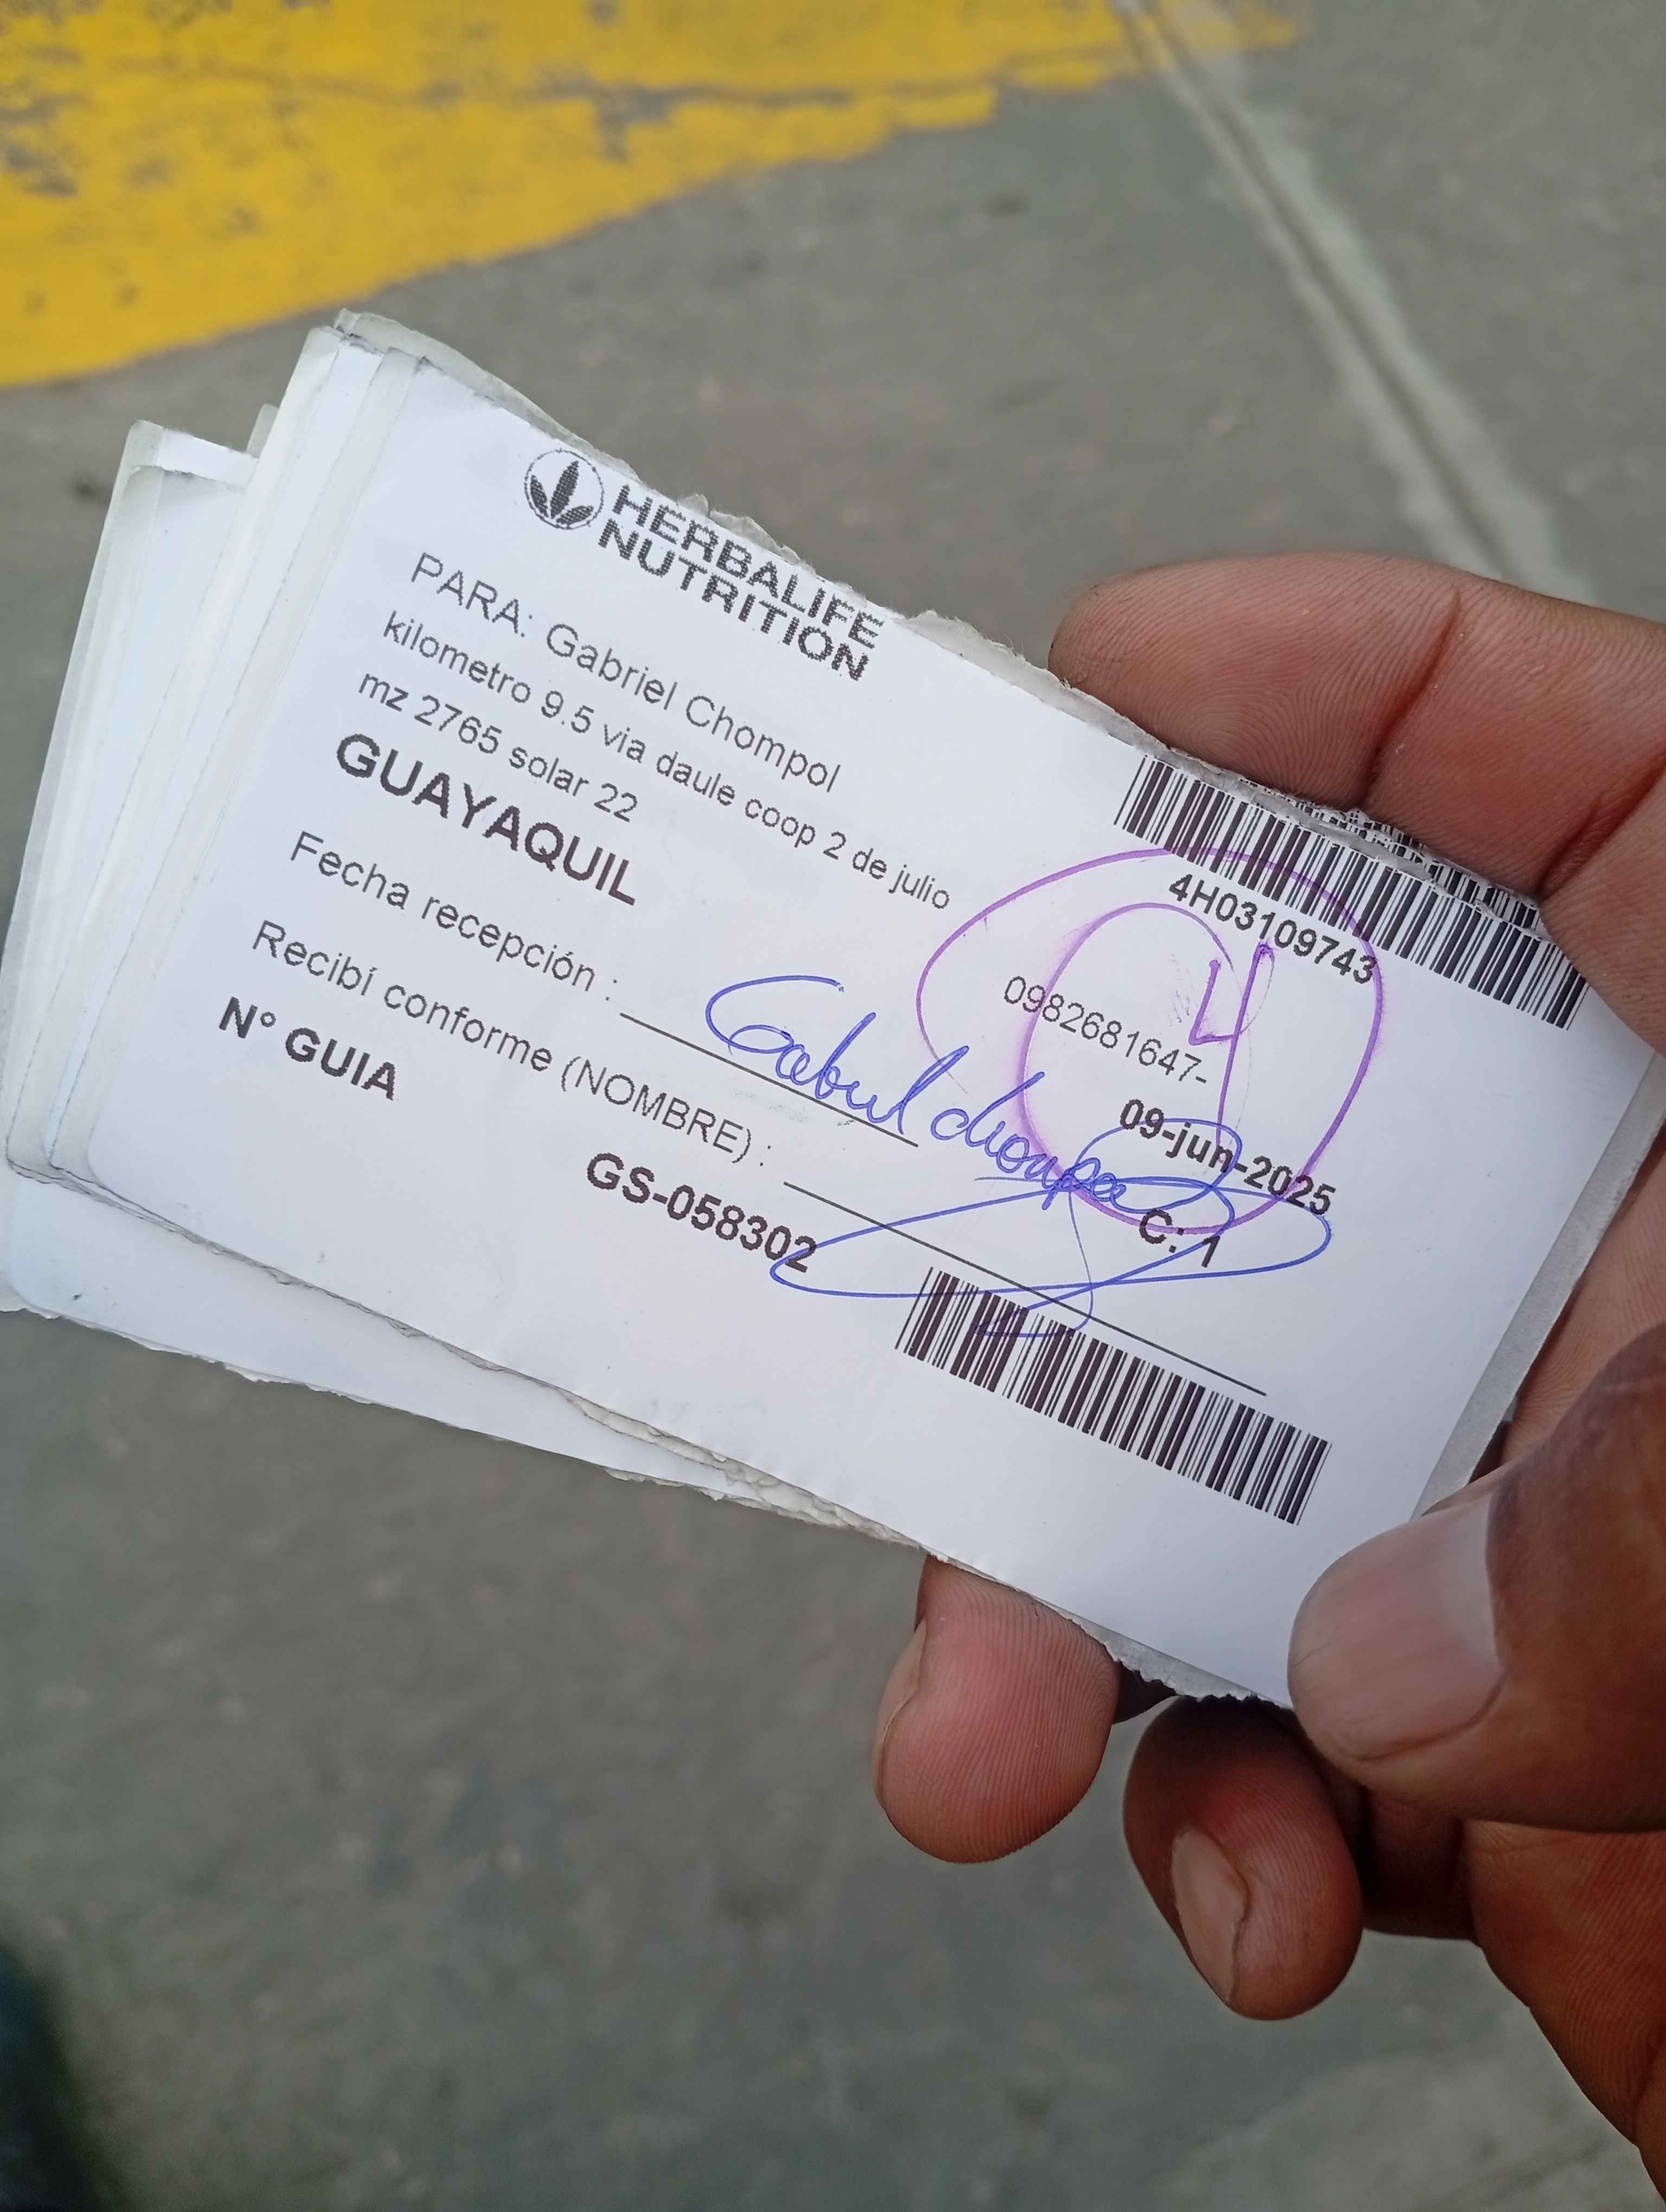 HERBALIFE
NUTRITION
PARA: Gabriel Chompol
kilometro 9.5 via daule coop 2 de julio
mz 2765 solar 22
GUAYAQUIL
4H03109743
0982681647-
4
09-jun-2025
C: 1
Fecha recepción :
Recibí conforme (NOMBRE) :
N° GUIA
GS-058302